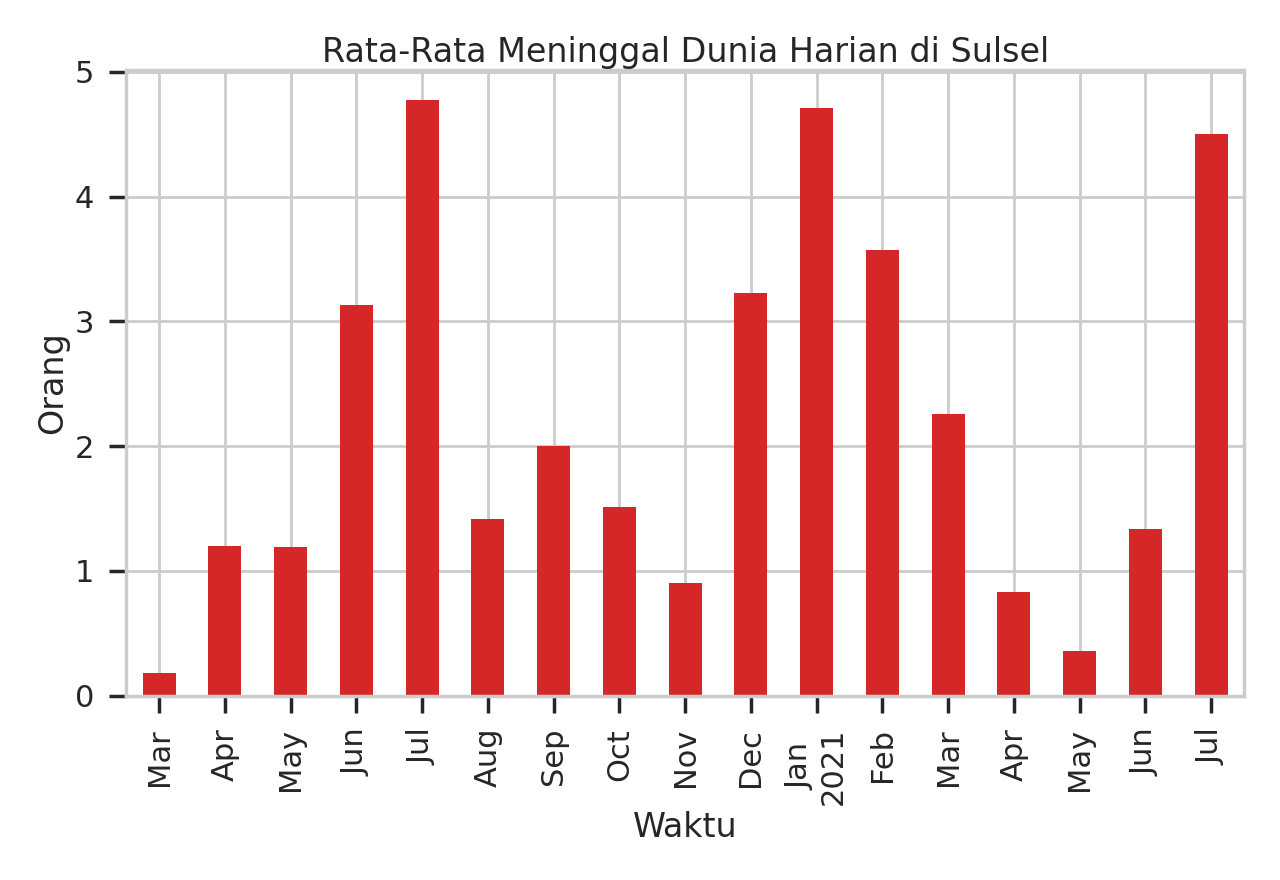 Rata-Rata Meninggal Dunia Harian di Sulsel
5
4
3
2
1
0
Orang
Mar
Apr
May
Jun
Jul
Aug
Sep
Oct
Nov
Dec
Jan
2021
Feb
Mar
Apr
May
Jun
Jul
Waktu